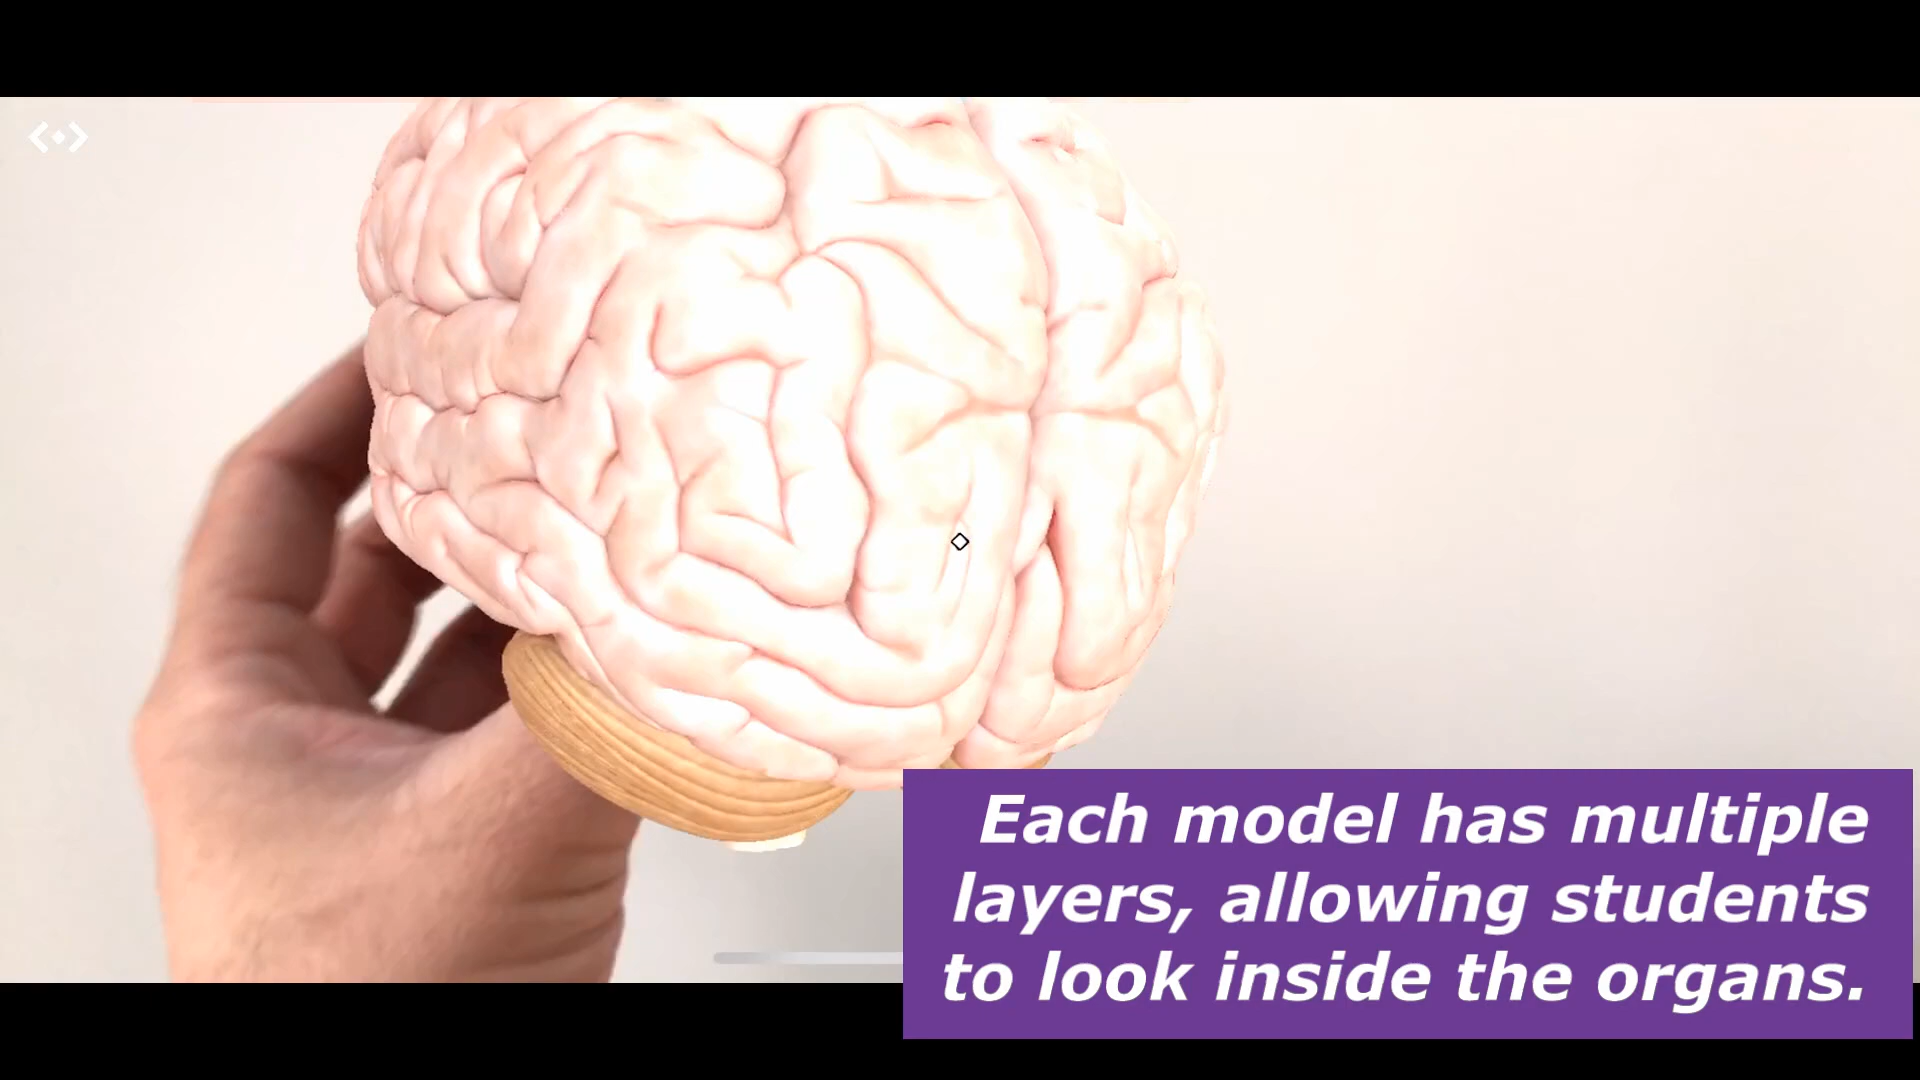 Each model has multiple
layers, allowing students
to look inside the organs.